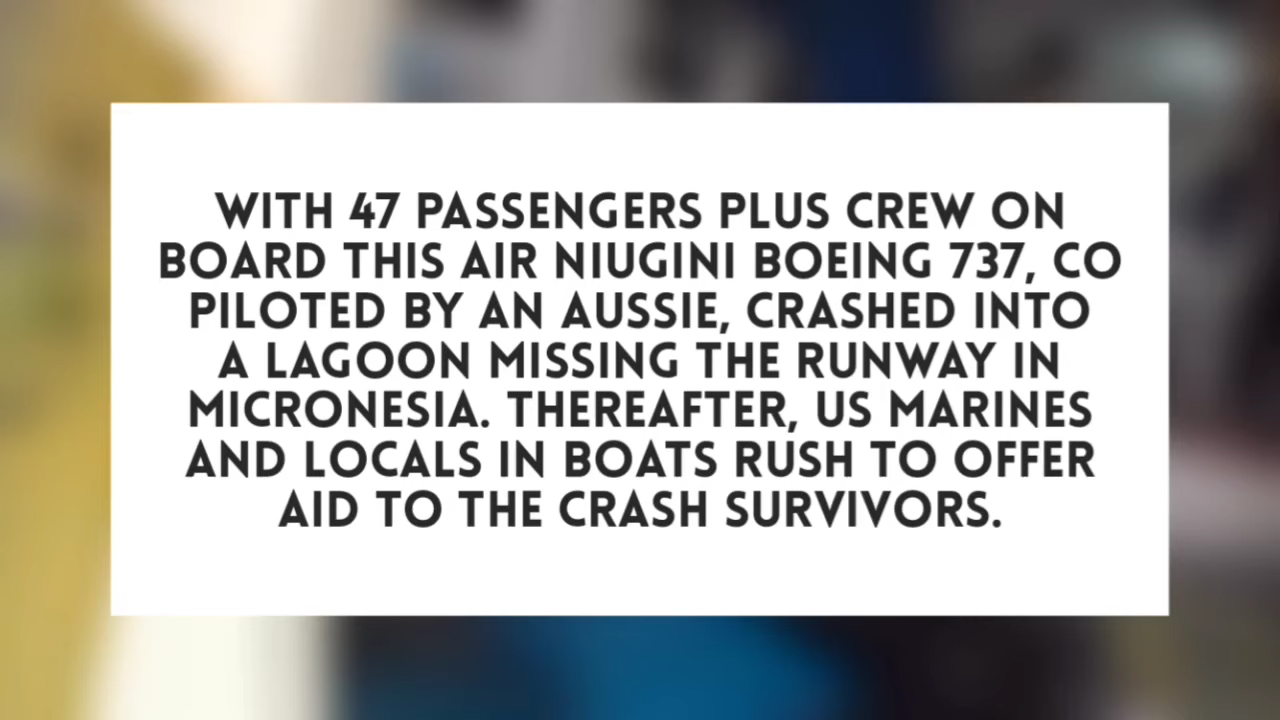 WITH 47 PASSENGERS PLUS CREW ON
BOARD THIS AIR NIUGINI BOEING 737, CO
PILOTED BY AN AUSSIE, CRASHED INTO
A LAGOON MISSING THE RUNWAY IN
MICRONESIA. THEREAFTER, US MARINES
AND LOCALS IN BOATS RUSH TO OFFER
AID TO THE CRASH SURVIVORS.